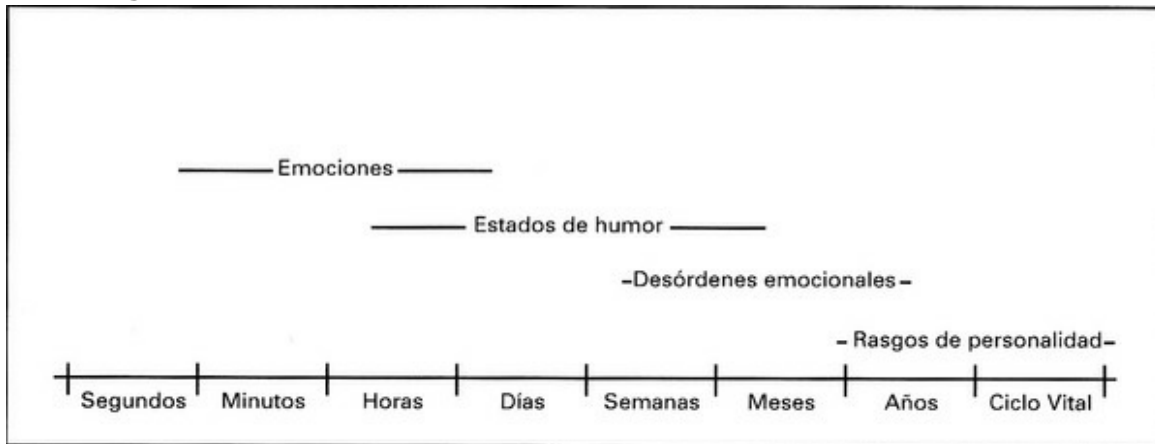 Emociones
Estados de humor
Desórdenes emocionales
Rasgos de personalidad
Segundos Minutos Horas Días Semanas Meses Años Ciclo Vital